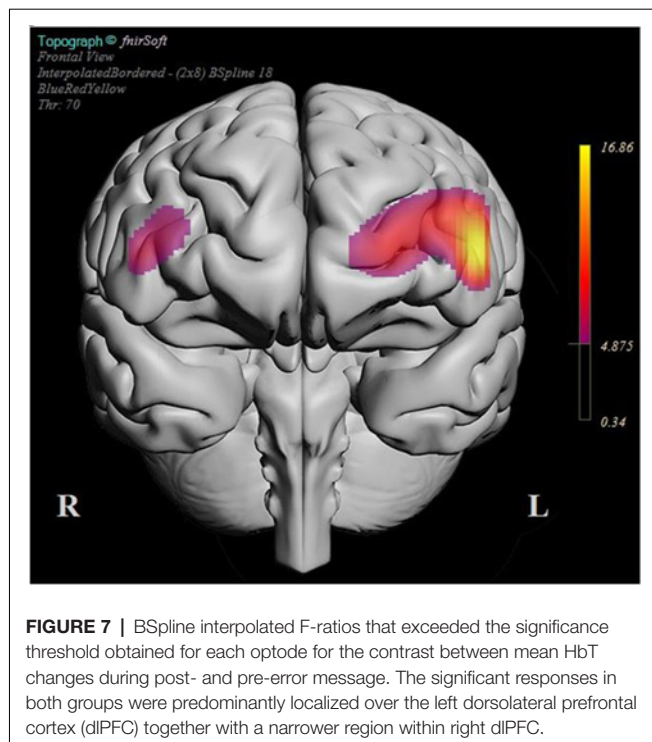 Topograph © fnirSoft
Frontal View
InterpolatedBordered - (2x8) BSpline 18
BlueRedYellow
Thr: 70
16.86
4.875
0.34
R
L
FIGURE 7 | BSpline interpolated F-ratios that exceeded the significance
threshold obtained for each optode for the contrast between mean HbT
changes during post- and pre-error message. The significant responses in
both groups were predominantly localized over the left dorsolateral prefrontal
cortex (dlPFC) together with a narrower region within right dlPFC.